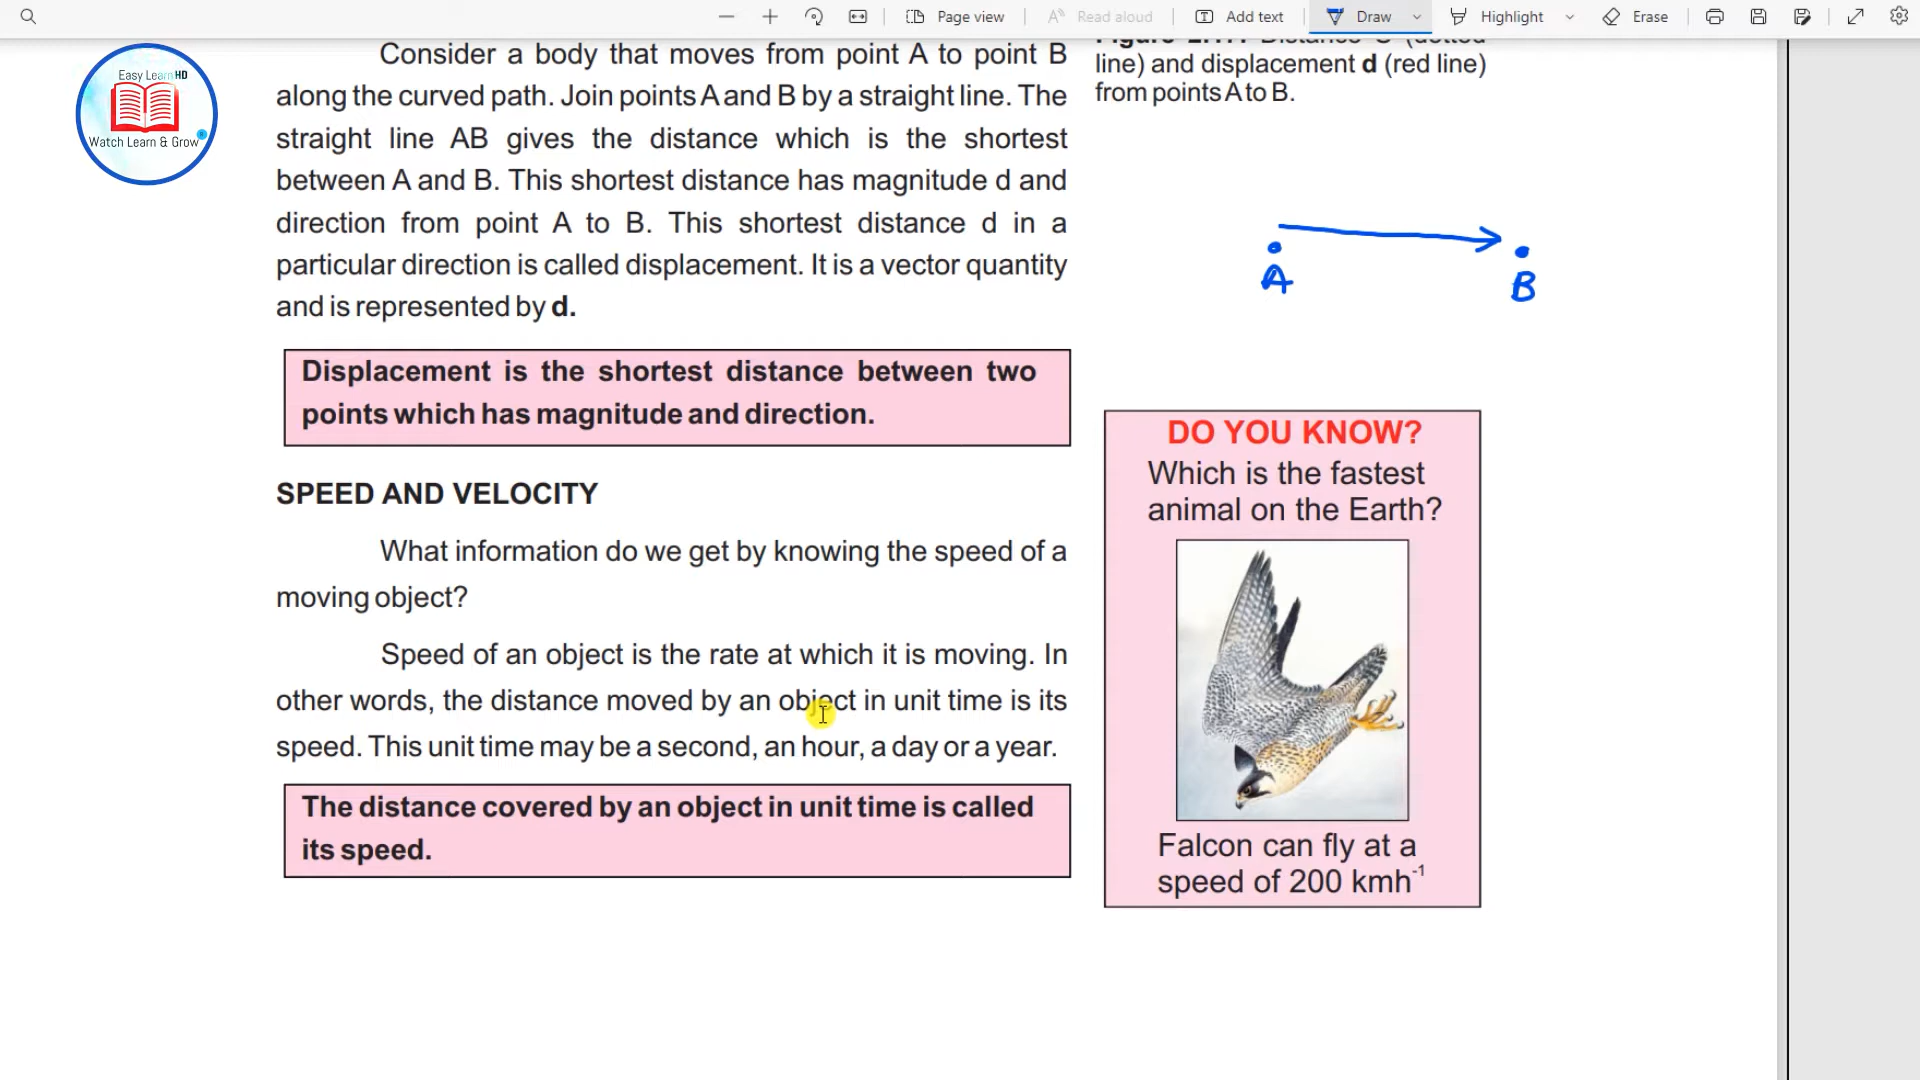 Page view
Read aloud
Add text
Draw
Highlight
Erase
Easy Learn HD
Watch Learn & Grow
Consider a body that moves from point A to point B
along the curved path. Join points A and B by a straight line. The
straight line AB gives the distance which is the shortest
between A and B. This shortest distance has magnitude d and
direction from point A to B. This shortest distance d in a
particular direction is called displacement. It is a vector quantity
and is represented by d.
Displacement is the shortest distance between two
points which has magnitude and direction.
SPEED AND VELOCITY
What information do we get by knowing the speed of a
moving object?
Speed of an object is the rate at which it is moving. In
other words, the distance moved by an object in unit time is its
speed. This unit time may be a second, an hour, a day or a year.
The distance covered by an object in unit time is called
its speed.
line) and displacement d (red line)
from points A to B.
A
B
DO YOU KNOW?
Which is the fastest
animal on the Earth?
Falcon can fly at a
speed of 200 kmh⁻¹